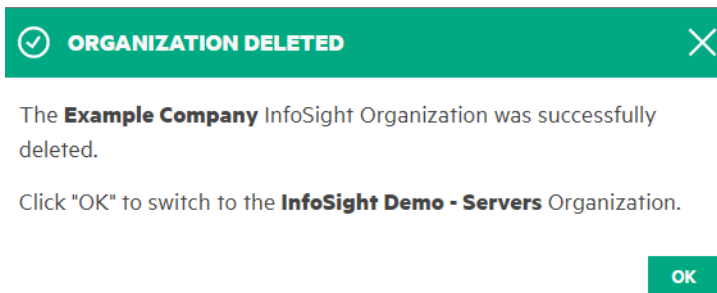 ORGANIZATION DELETED
The Example Company InfoSight Organization was successfully
deleted.
Click "OK" to switch to the InfoSight Demo - Servers Organization.
OK